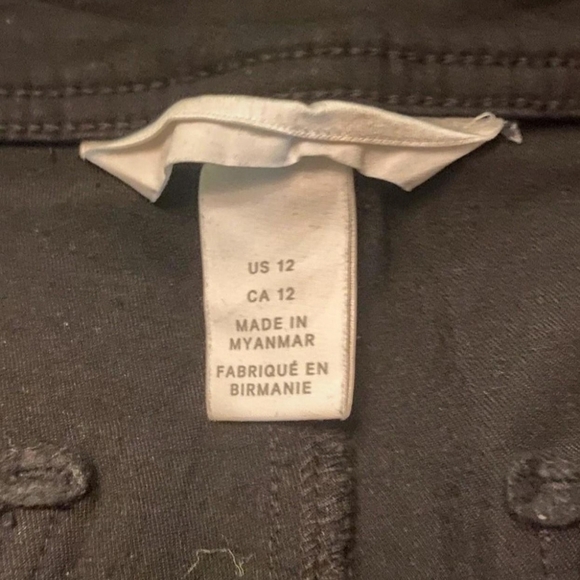 US 12
CA 12
MADE IN
MYANMAR
FABRIQUÉ EN
BIRMANIE